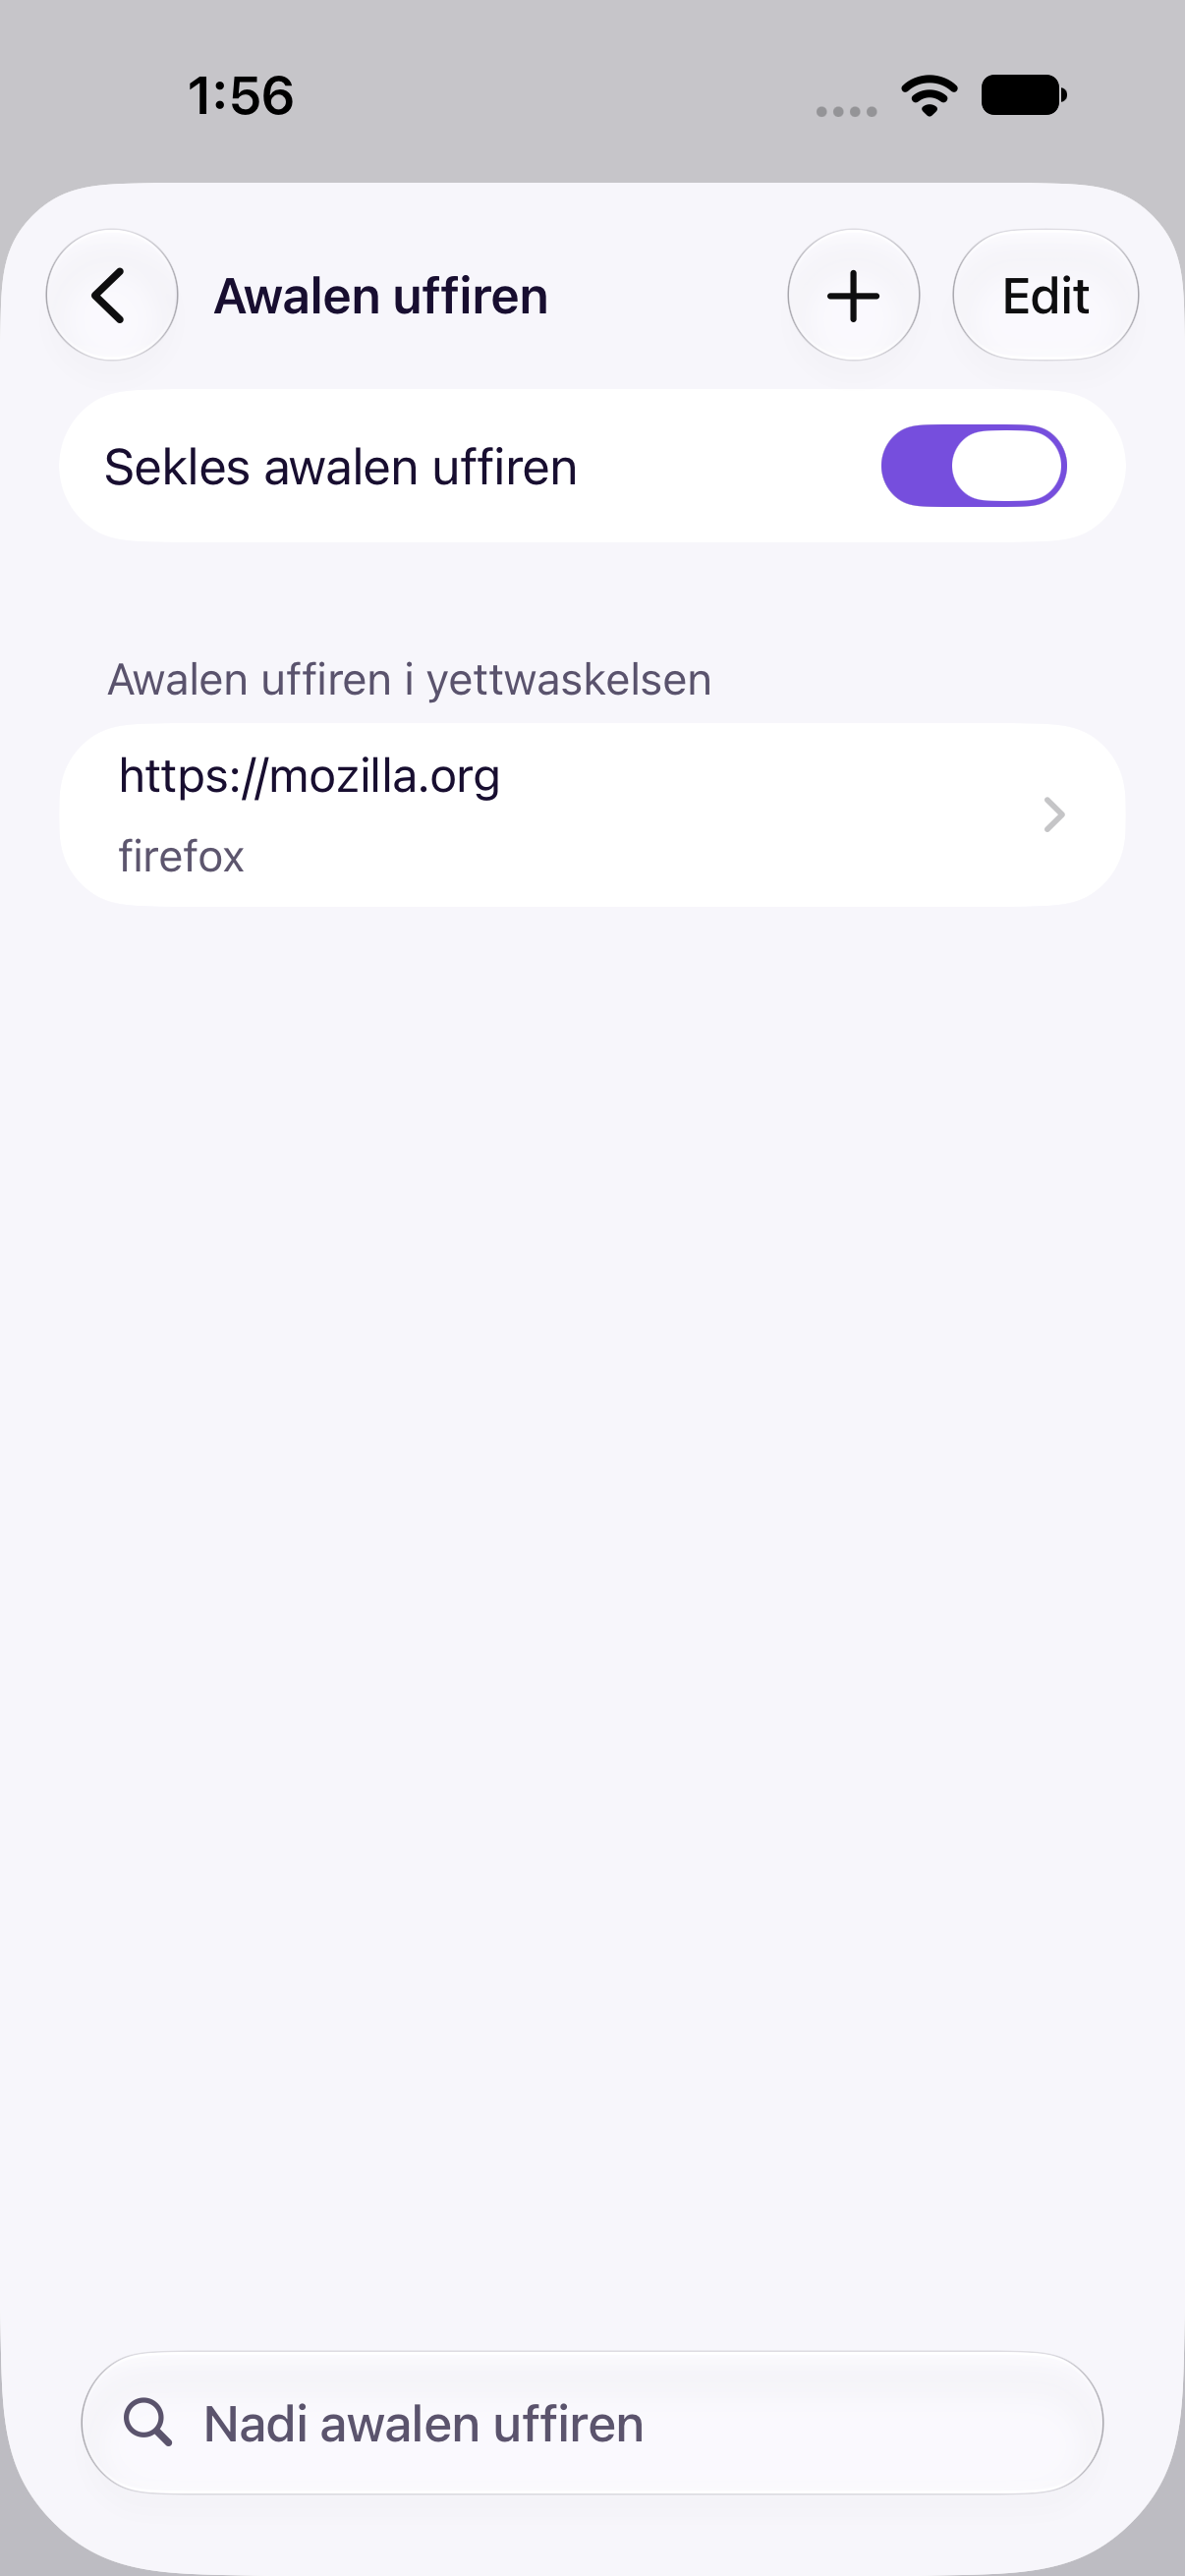 1:56
Awalen uffiren
Edit
Sekles awalen uffiren
Awalen uffiren i yettwaskelsen
https://mozilla.org
firefox
Nadi awalen uffiren